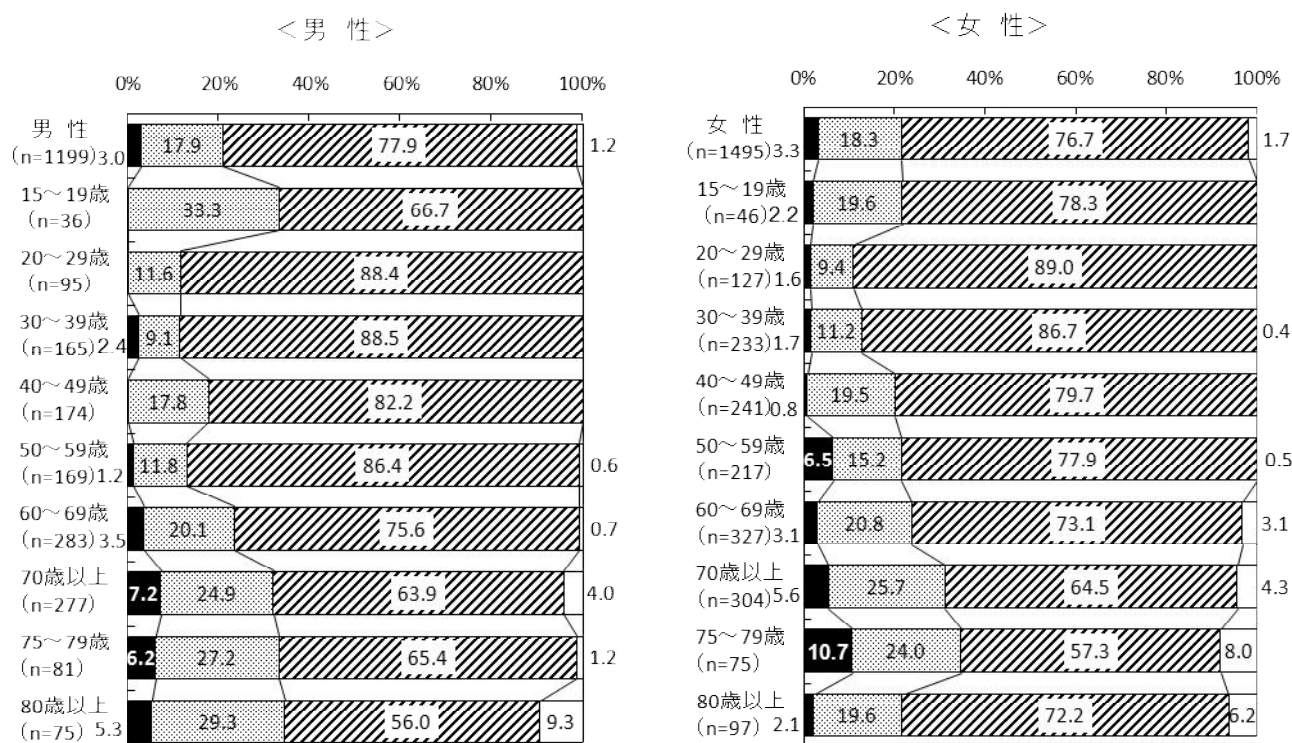 ＜男 性＞
0% 20% 40% 60% 80% 100%
男 性
(n=1199) 3.0 17.9 77.9 1.2
15～19歳
(n=36) 33.3 66.7
20～29歳
(n=95) 11.6 88.4
30～39歳
(n=165) 2.4 9.1 88.5
40～49歳
(n=174) 17.8 82.2
50～59歳
(n=169) 1.2 11.8 86.4 0.6
60～69歳
(n=283) 3.5 20.1 75.6 0.7
70歳以上
(n=277) 7.2 24.9 63.9 4.0
75～79歳
(n=81) 6.2 27.2 65.4 1.2
80歳以上
(n=75) 5.3 29.3 56.0 9.3
＜女 性＞
0% 20% 40% 60% 80% 100%
女 性
(n=1495) 3.3 18.3 76.7 1.7
15～19歳
(n=46) 2.2 19.6 78.3
20～29歳
(n=127) 1.6 9.4 89.0
30～39歳
(n=233) 1.7 11.2 86.7 0.4
40～49歳
(n=241) 0.8 19.5 79.7
50～59歳
(n=217) 6.5 15.2 77.9 0.5
60～69歳
(n=327) 3.1 20.8 73.1 3.1
70歳以上
(n=304) 5.6 25.7 64.5 4.3
75～79歳
(n=75) 10.7 24.0 57.3 8.0
80歳以上
(n=97) 2.1 19.6 72.2 6.2